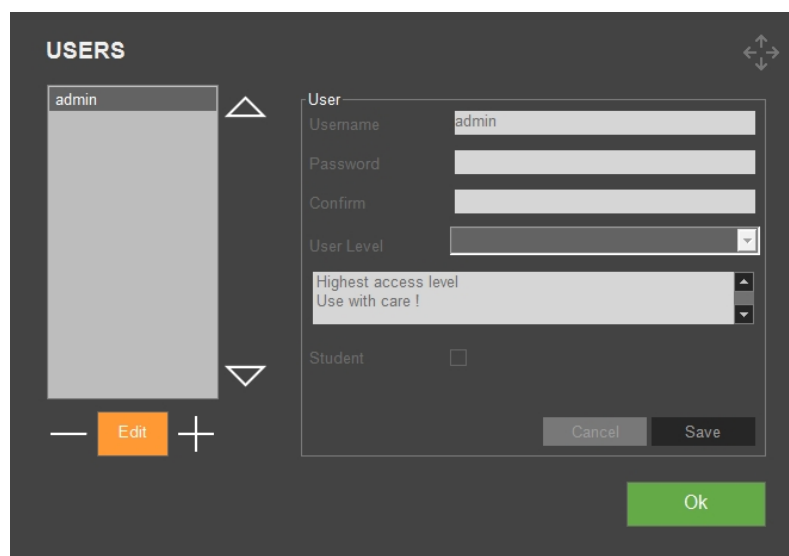 USERS
admin
User
Username
admin
Password
Confirm
User Level
Highest access level
Use with care !
Student
Edit
Cancel
Save
Ok